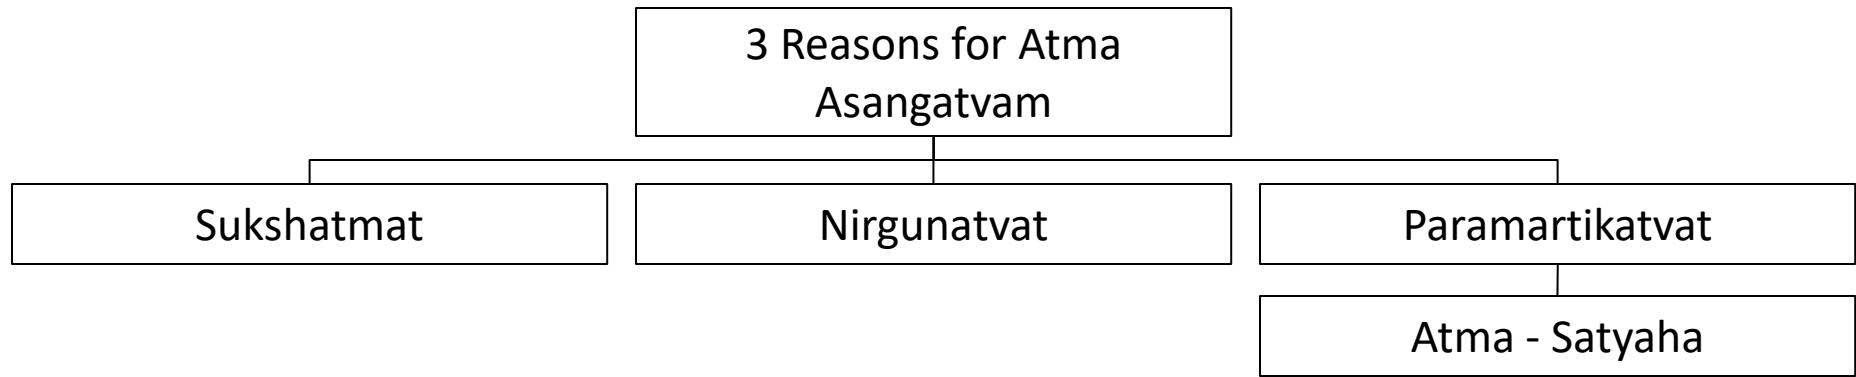 3 Reasons for Atma
Asangatvam
Sukshatmat
Nirgunatvat
Paramartikatvat
Atma - Satyaha